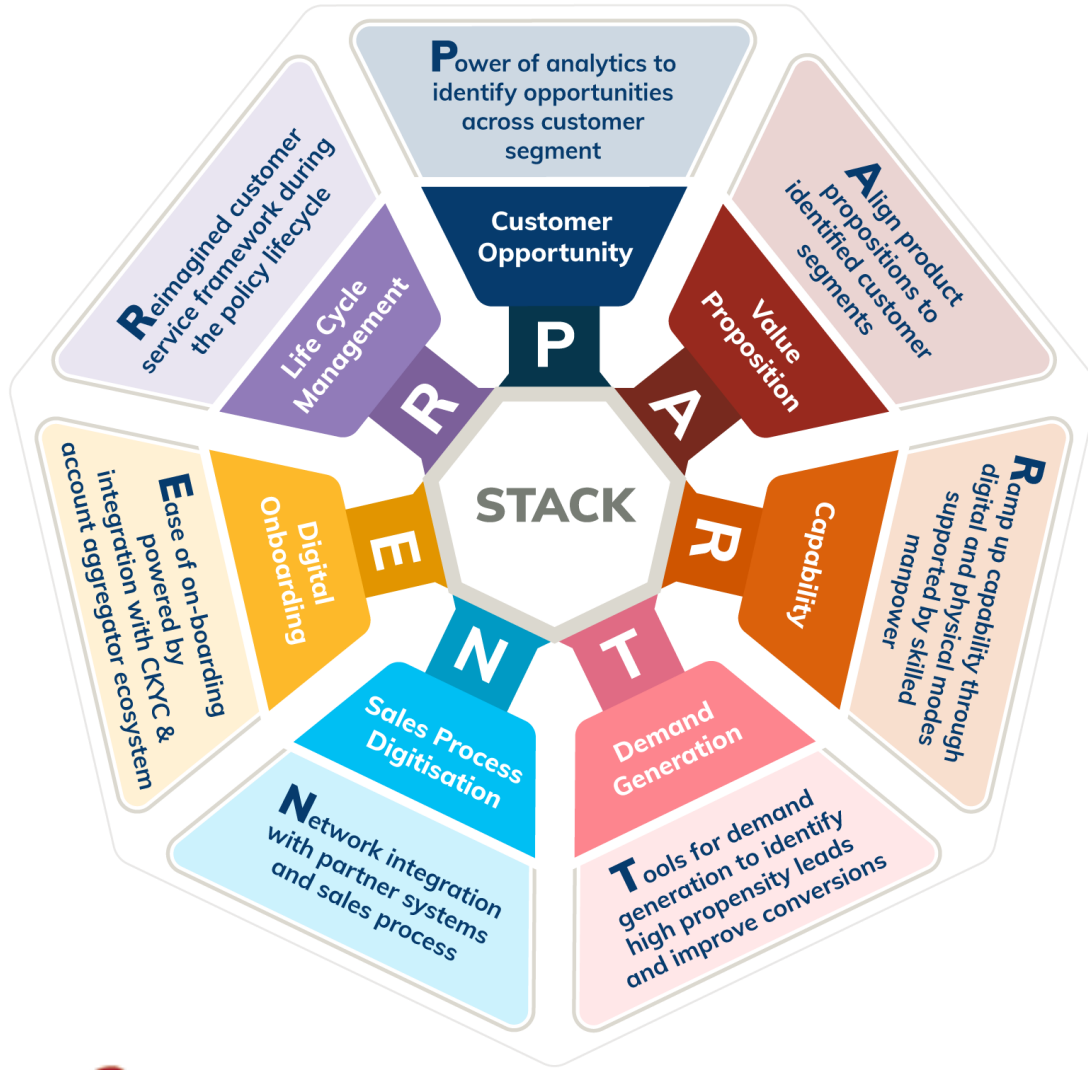 Power of analytics to
identify opportunities
across customer
segment
Customer
Opportunity
P
Align product
propositions to
identified customer
segments
Value
Proposition
A
Ramp up capability through
digital and physical modes
supported by skilled
manpower
Capability
R
Tools for demand
generation to identify
high propensity leads
and improve conversions
Demand
Generation
T
Network integration
with partner systems
and sales process
Sales Process
Digitisation
N
Ease of on-boarding
powered by
integration with CKYC &
account aggregator ecosystem
Digital
Onboarding
E
Reimagined customer
service framework during
the policy lifecycle
Life Cycle
Management
R
STACK